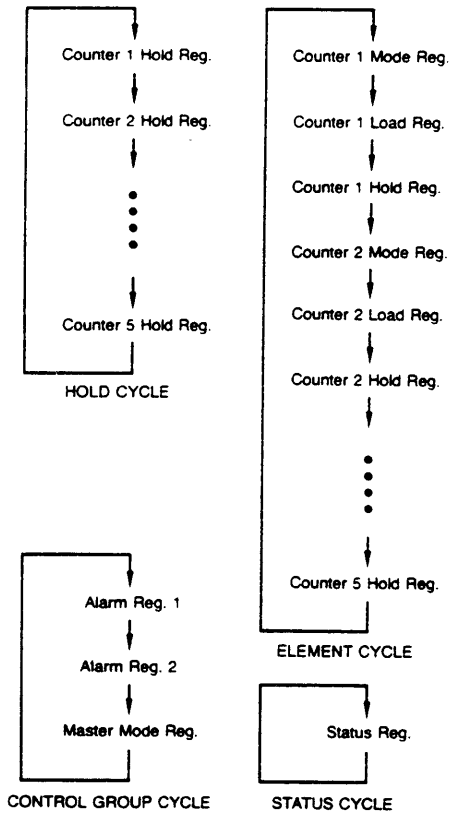 Counter 1 Hold Reg.
Counter 2 Hold Reg.
Counter 5 Hold Reg.
HOLD CYCLE
Counter 1 Mode Reg.
Counter 1 Load Reg.
Counter 1 Hold Reg.
Counter 2 Mode Reg.
Counter 2 Load Reg.
Counter 2 Hold Reg.
Counter 5 Hold Reg.
ELEMENT CYCLE
Alarm Reg. 1
Alarm Reg. 2
Master Mode Reg.
CONTROL GROUP CYCLE
Status Reg.
STATUS CYCLE